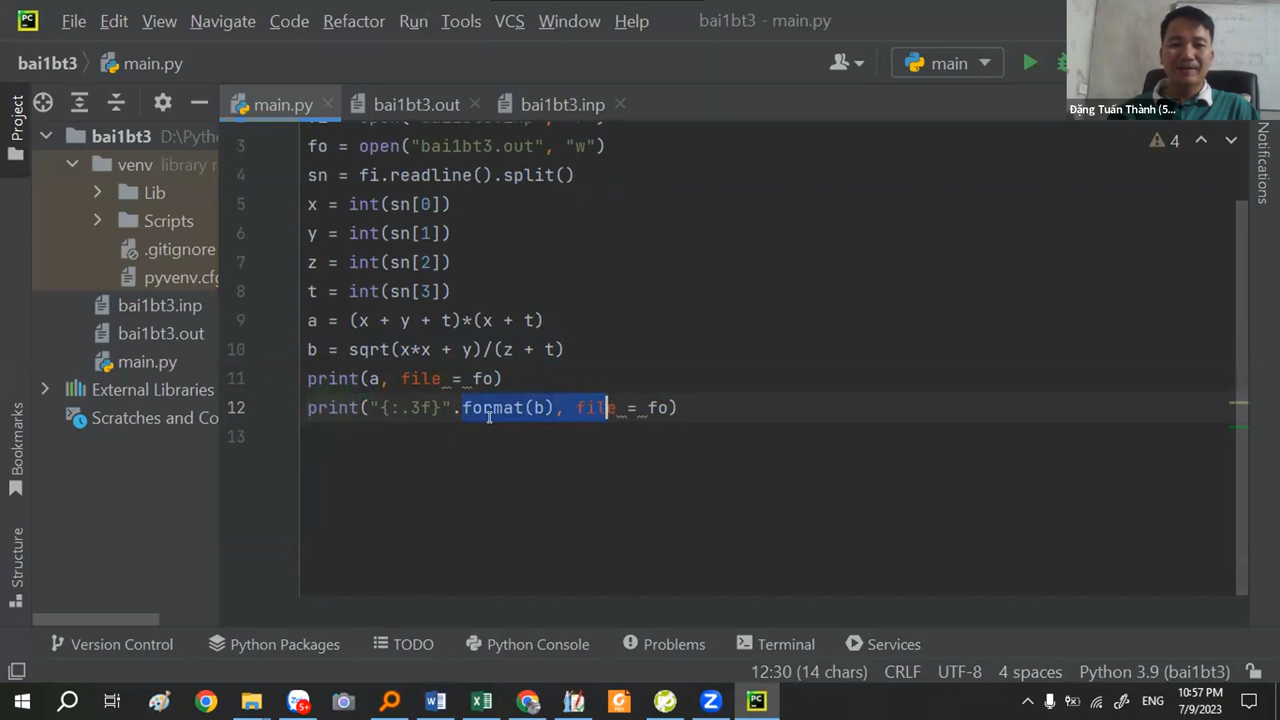 PC File Edit View Navigate Code Refactor Run Tools VCS Window Help bai1bt3 - main.py
bai1bt3 main.py main
Đặng Tuấn Thành (5...
Project
main.py bai1bt3.out bai1bt3.inp
bai1bt3 D:\Pytho
venv library r
Lib
Scripts
.gitignore
pyvenv.cfg
bai1bt3.inp
bai1bt3.out
main.py
External Libraries
Scratches and Co
4
3 fo = open("bai1bt3.out", "w")
4 sn = fi.readline().split()
5 x = int(sn[0])
6 y = int(sn[1])
7 z = int(sn[2])
8 t = int(sn[3])
9 a = (x + y + t)*(x + t)
10 b = sqrt(x*x + y)/(z + t)
11 print(a, file = fo)
12 print("{:.3f}".format(b), file = fo)
13
Notifications
Bookmarks
Structure
Version Control Python Packages TODO Python Console Problems Terminal Services
12:30 (14 chars) CRLF UTF-8 4 spaces Python 3.9 (bai1bt3)
5+ PC ENG 10:57 PM
7/9/2023